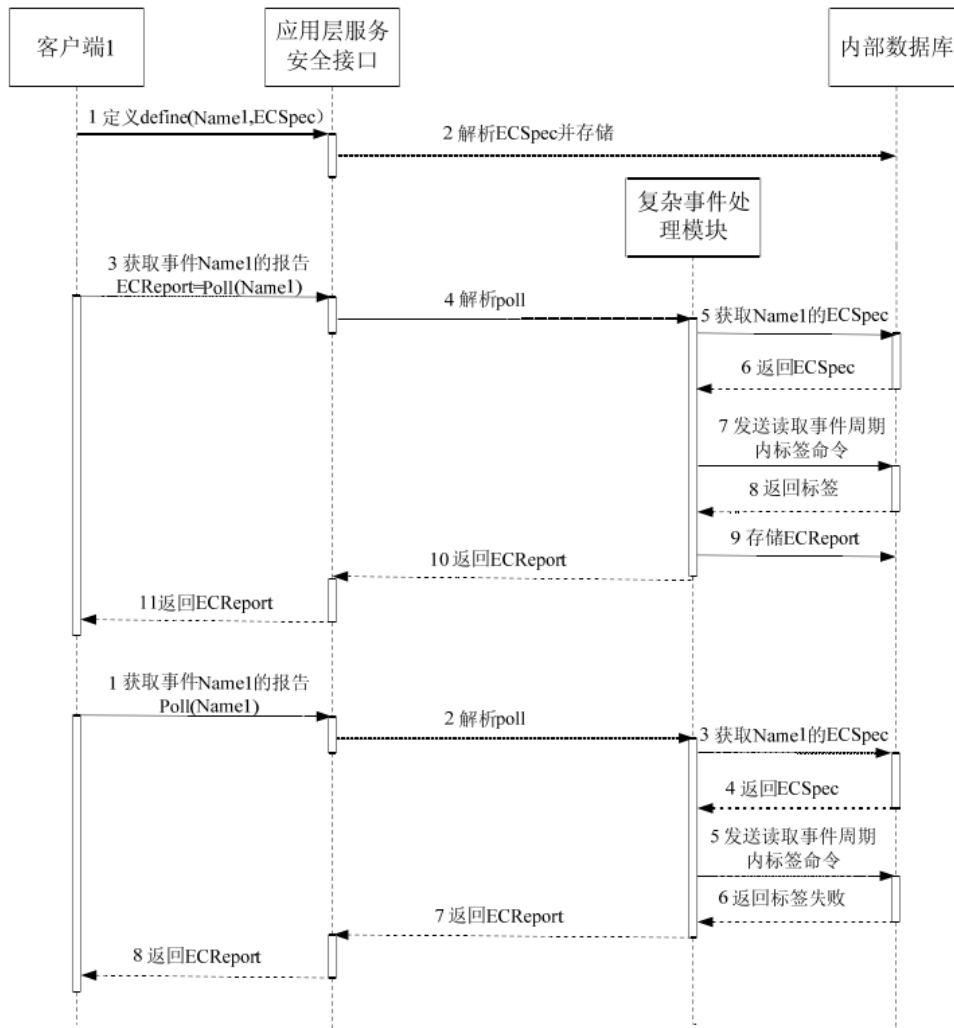 客户端1
应用层服务
安全接口
内部数据库
1 定义define(Name1,ECSpec）
2 解析ECSpec并存储
复杂事件处
理模块
3 获取事件Name1的报告
ECReport=Poll(Name1)
4 解析poll
5 获取Name1的ECSpec
6 返回ECSpec
7 发送读取事件周期
内标签命令
8 返回标签
9 存储ECReport
10 返回ECReport
11返回ECReport
1 获取事件Name1的报告
Poll(Name1)
2 解析poll
3 获取Name1的ECSpec
4 返回ECSpec
5 发送读取事件周期
内标签命令
6 返回标签失败
7 返回ECReport
8 返回ECReport